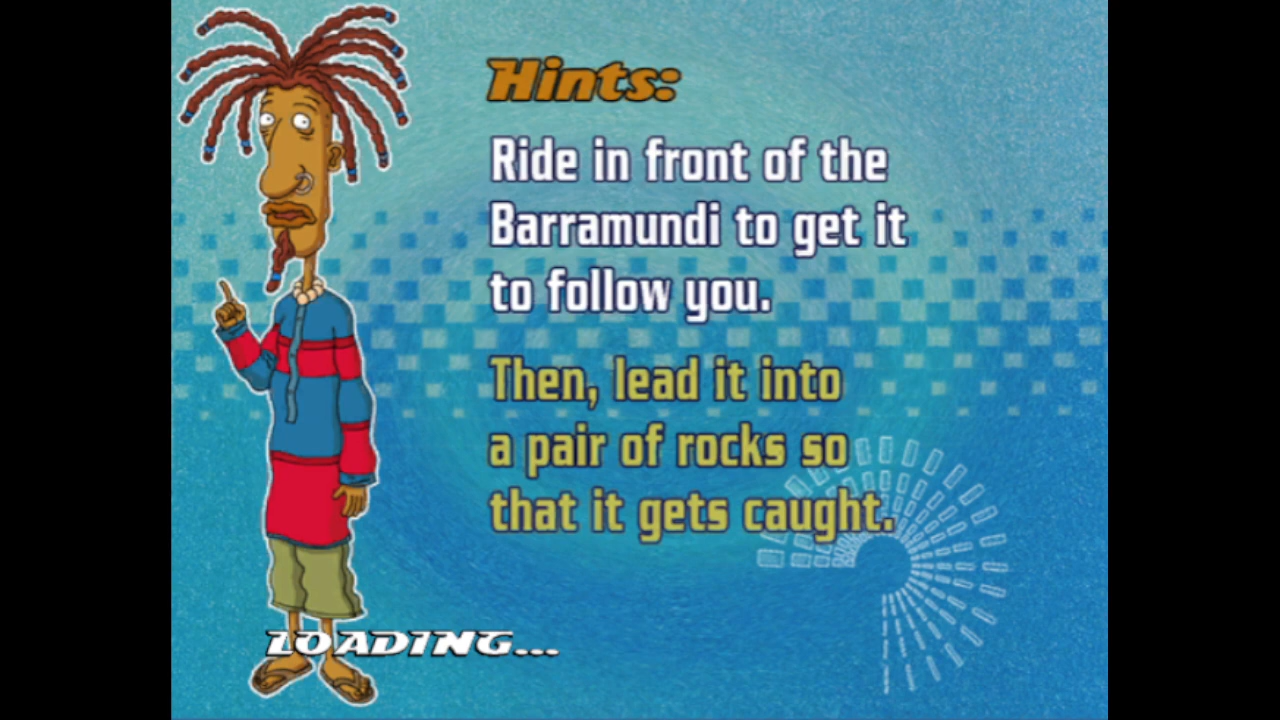 Hints:
Ride in front of the
Barramundi to get it
to follow you.
Then, lead it into
a pair of rocks so
that it gets caught.
LOADING...